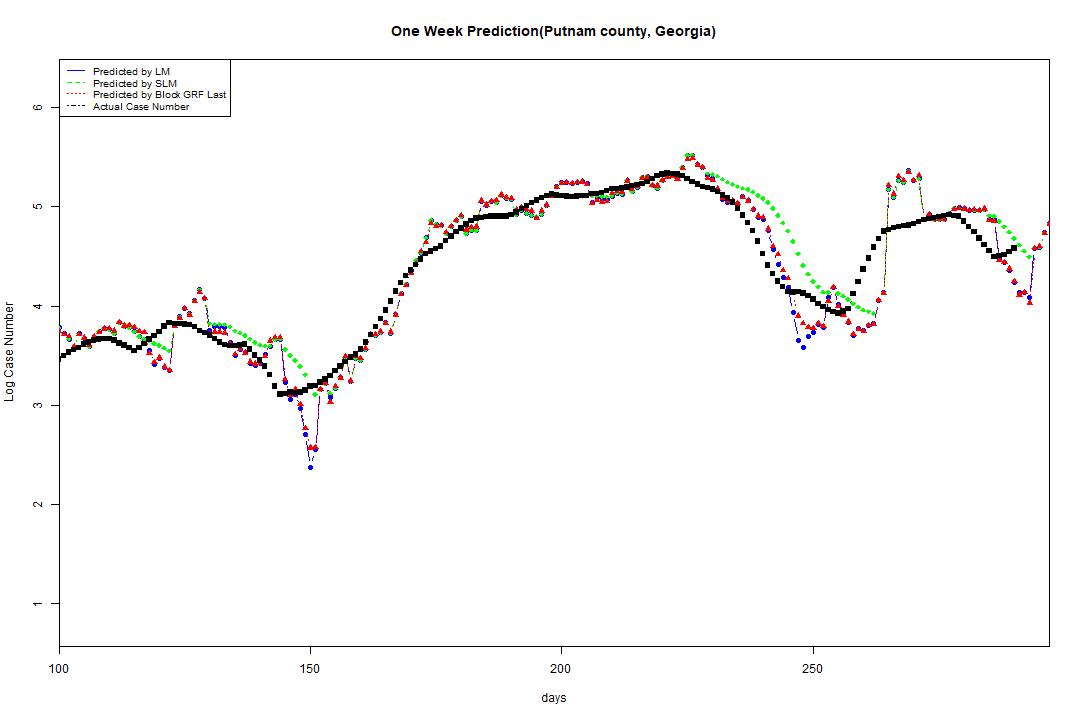 One Week Prediction(Putnam county, Georgia)
Predicted by LM
Predicted by SLM
Predicted by Block GRF Last
Actual Case Number
6
5
4
3
2
1
Log Case Number
100 150 200 250
days